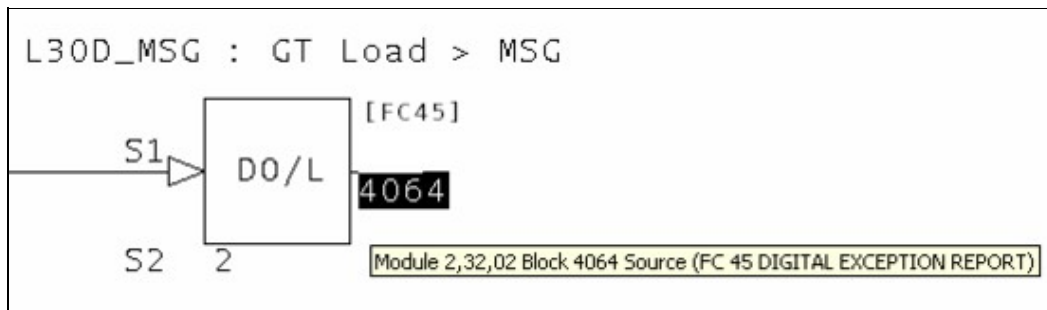 L30D_MSG : GT Load > MSG
[FC45]
S1
DO/L
4064
S2 2
Module 2,32,02 Block 4064 Source (FC 45 DIGITAL EXCEPTION REPORT)